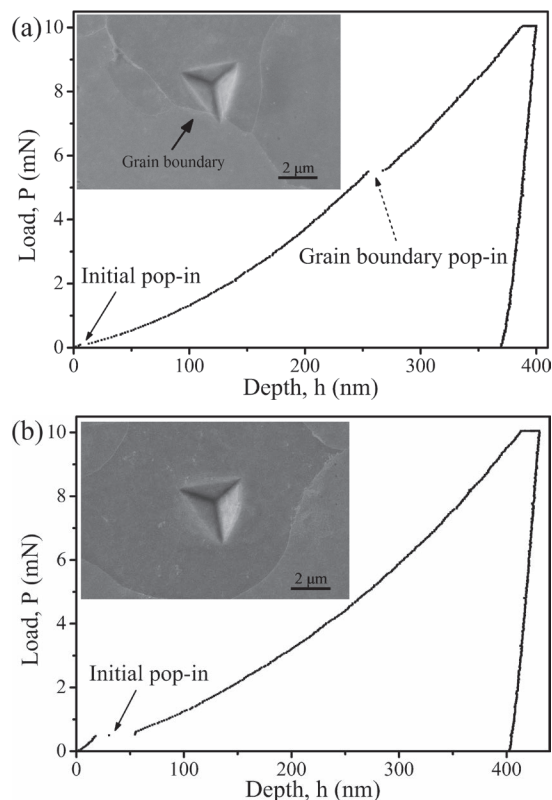 (a)
10
8
6
4
2
0
Load, P (mN)
Grain boundary
2 μm
Initial pop-in
Grain boundary pop-in
0
100
200
300
400
Depth, h (nm)
(b)
10
8
6
4
2
0
Load, P (mN)
2 μm
Initial pop-in
0
100
200
300
400
Depth, h (nm)